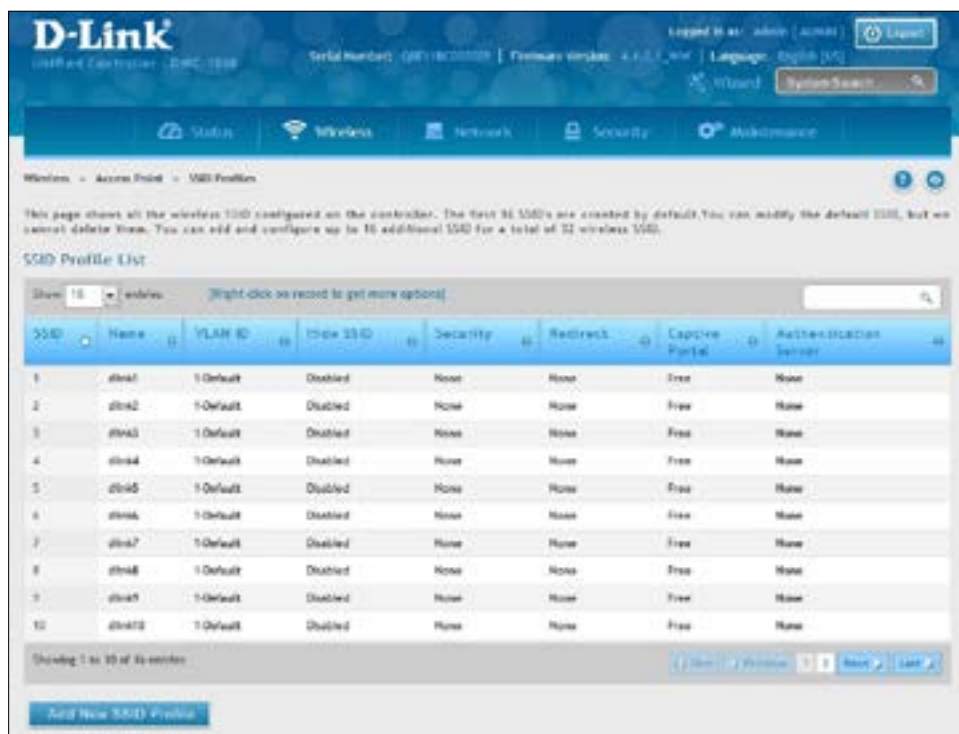 D-Link
Logged in as: admin ( ADMIN )
Logout
Unified Controller - DWC-1000
Serial Number: | Firmware Version: | Language: English [US]
Wizard
System Search...
Status
Wireless
Network
Security
Maintenance
Wireless » Access Point » SSID Profiles
This page shows all the wireless SSID configured on the controller. The first 16 SSID's are created by default.You can modify the default SSID, but we
cannot delete them. You can add and configure up to 16 additional SSID for a total of 32 wireless SSID.
SSID Profile List
Show 10 entries
[Right click on record to get more options]
SSID Name VLAN ID Hide SSID Security Redirect Captive Portal Authentication Server
1 dlink1 1-Default Disabled None None Free None
2 dlink2 1-Default Disabled None None Free None
3 dlink3 1-Default Disabled None None Free None
4 dlink4 1-Default Disabled None None Free None
5 dlink5 1-Default Disabled None None Free None
6 dlink6 1-Default Disabled None None Free None
7 dlink7 1-Default Disabled None None Free None
8 dlink8 1-Default Disabled None None Free None
9 dlink9 1-Default Disabled None None Free None
10 dlink10 1-Default Disabled None None Free None
Showing 1 to 10 of 16 entries
First Previous 1 2 Next Last
Add New SSID Profile